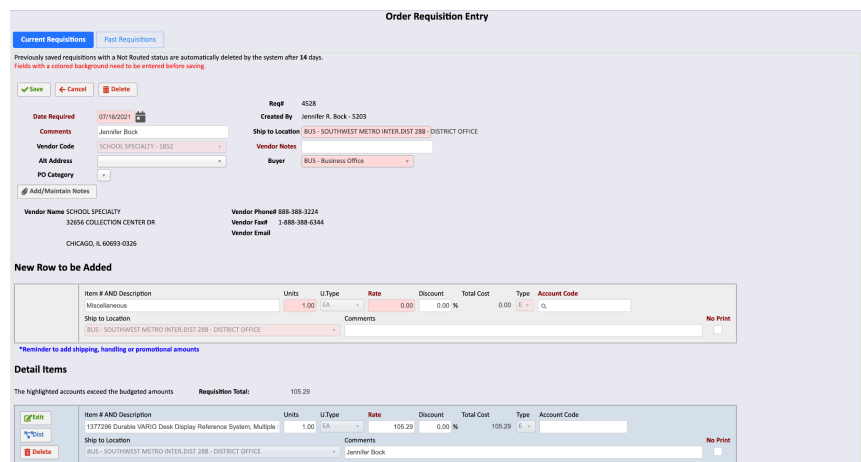 Order Requisition Entry
Current Requisitions Past Requisitions
Previously saved requisitions with a Not Routed status are automatically deleted by the system after 14 days.
Fields with a colored background need to be entered before saving.
Save Cancel Delete
Req# 4528
Date Required 07/16/2021 Created By Jennifer R. Bock - 5203
Comments Jennifer Bock Ship to Location BUS - SOUTHWEST METRO INTER.DIST 288 - DISTRICT OFFICE
Vendor Code SCHOOL SPECIALTY - 1852 Vendor Notes
Alt Address Buyer BUS - Business Office
PO Category
Add/Maintain Notes
Vendor Name SCHOOL SPECIALTY Vendor Phone# 888-388-3224
32656 COLLECTION CENTER DR Vendor Fax# 1-888-388-6344
Vendor Email
CHICAGO, IL 60693-0326
New Row to be Added
Item # AND Description Units U.Type Rate Discount Total Cost Type Account Code
Miscellaneous 1.00 EA 0.00 0.00 % 0.00 E
Ship to Location Comments No Print
BUS - SOUTHWEST METRO INTER.DIST 288 - DISTRICT OFFICE
*Reminder to add shipping, handling or promotional amounts
Detail Items
The highlighted accounts exceed the budgeted amounts Requisition Total: 105.29
Edit Item # AND Description Units U.Type Rate Discount Total Cost Type Account Code
1377296 Durable VARIO Desk Display Reference System, Multiple 1.00 EA 105.29 0.00 % 105.29 E
Dist Ship to Location Comments No Print
Delete BUS - SOUTHWEST METRO INTER.DIST 288 - DISTRICT OFFICE Jennifer Bock